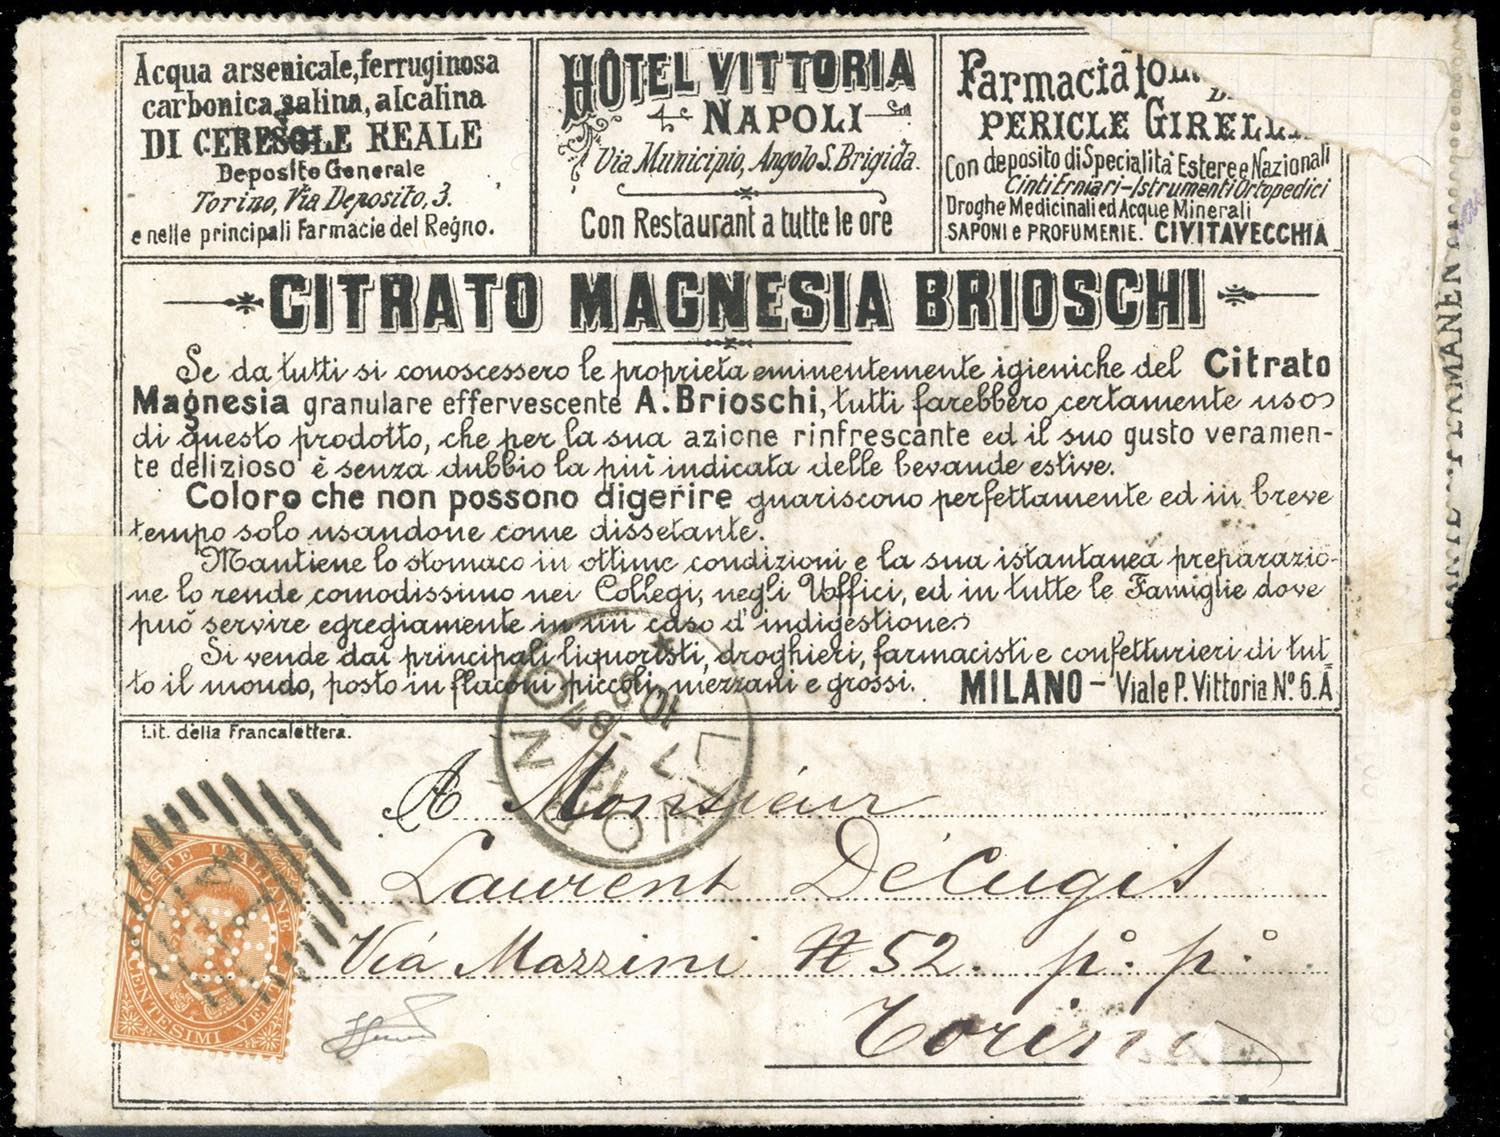 Acqua arsenicale, ferruginosa
carbonica, salina, alcalina
DI CERESOLE REALE
Deposito Generale
Torino, Via Deposito, 3.
e nelle principali Farmacie del Regno.
HÔTEL VITTORIA
NAPOLI
Via Municipio, Angolo S. Brigida.
Con Restaurant a tutte le ore
Farmacia
PERICLE
Con deposito di Specialità Estere e Nazionali
Cinti Erniari-Istrumenti Ortopedici
Droghe Medicinali ed Acque Minerali
SAPONI e PROFUMERIE. CIVITAVECCHIA
CITRATO MAGNESIA BRIOSCHI
Se da tutti si conoscessero le proprietà eminentemente igieniche del Citrato
Magnesia granulare effervescente A. Brioschi, tutti farebbero certamente uso
di questo prodotto, che per la sua azione rinfrescante ed il suo gusto veramen-
te delizioso è senza dubbio la più indicata delle bevande estive.
Coloro che non possono digerire guariscono perfettamente ed in breve
tempo solo usandone come dissetante.
Mantiene lo stomaco in ottime condizioni e la sua istantanea preparazio-
ne lo rende comodissimo nei Collegi, negli Uffici, ed in tutte le Famiglie dove
può servire egregiamente in un caso d'indigestione
Si vende dai principali liquoristi, droghieri, farmacisti e confetturieri di tut-
to il mondo, posto in flaconi piccoli, mezzani e grossi. MILANO - Viale P. Vittoria Nº 6.A
Lit. della Francalettera.
LIVORNO
A Monsieur
Laurent DéCugis
Via Mazzini # 52. p.º p.º
Torino
POSTE ITALIANE
CENTESIMI VENTI